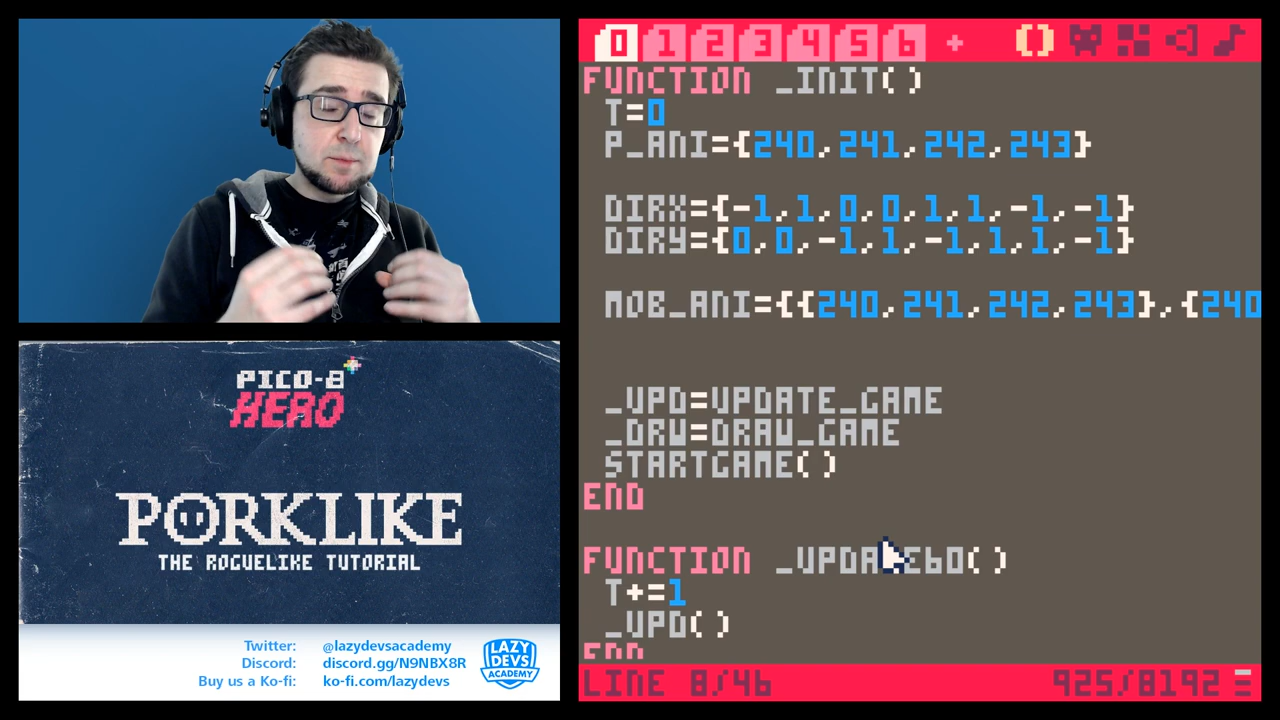 PICO-8
HERO
PORKLIKE
THE ROGUELIKE TUTORIAL
Twitter: @lazydevsacademy
Discord: discord.gg/N9NBX8R
Buy us a Ko-fi: ko-fi.com/lazydevs
LAZY
DEVS
ACADEMY
0 1 2 3 4 5 6 +
FUNCTION _INIT()
T=0
P_ANI={240,241,242,243}
DIRX={-1,1,0,0,1,1,-1,-1}
DIRY={0,0,-1,1,-1,1,1,-1}
MOB_ANI={{240,241,242,243},{240
_UPD=UPDATE_GAME
_DRW=DRAW_GAME
STARTGAME()
END
FUNCTION _UPDATE60()
T+=1
_UPD()
END
LINE 8/46
925/8192